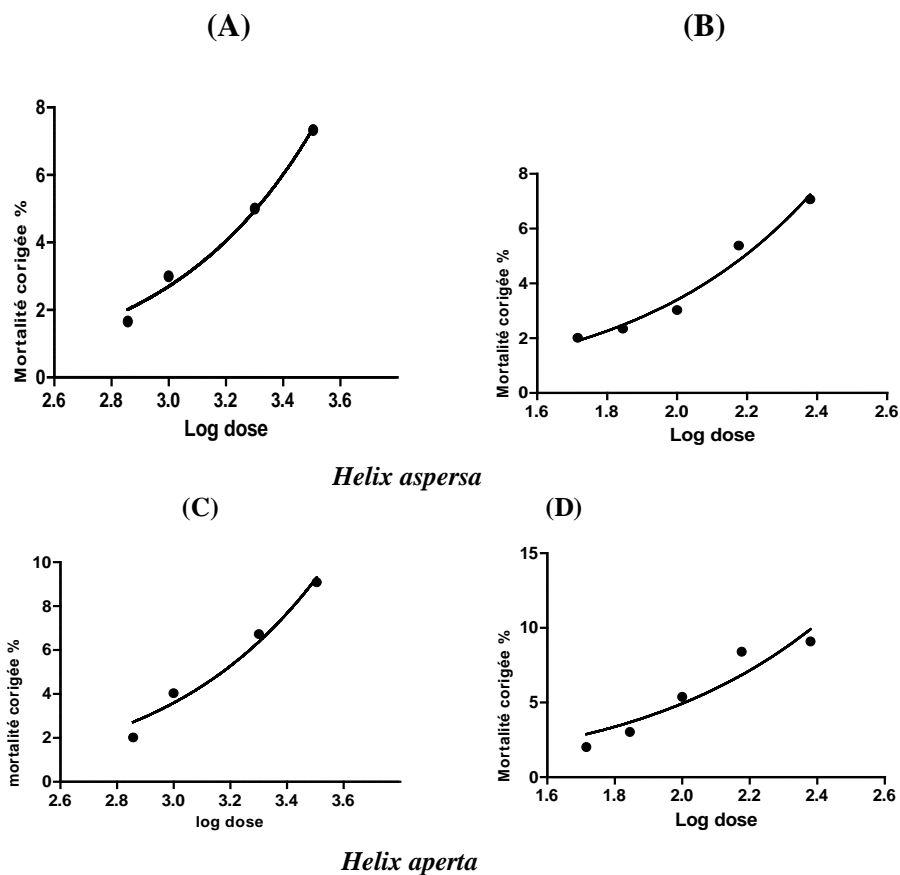 (A) (B)
Mortalité corigée %
8
6
4
2
0
2.6 2.8 3.0 3.2 3.4 3.6
Log dose
Mortalité corigée %
8
6
4
2
0
1.6 1.8 2.0 2.2 2.4 2.6
Log dose
Helix aspersa
(C) (D)
mortalité corigée %
10
8
6
4
2
0
2.6 2.8 3.0 3.2 3.4 3.6
log dose
Mortalité corigée %
15
10
5
0
1.6 1.8 2.0 2.2 2.4 2.6
Log dose
Helix aperta